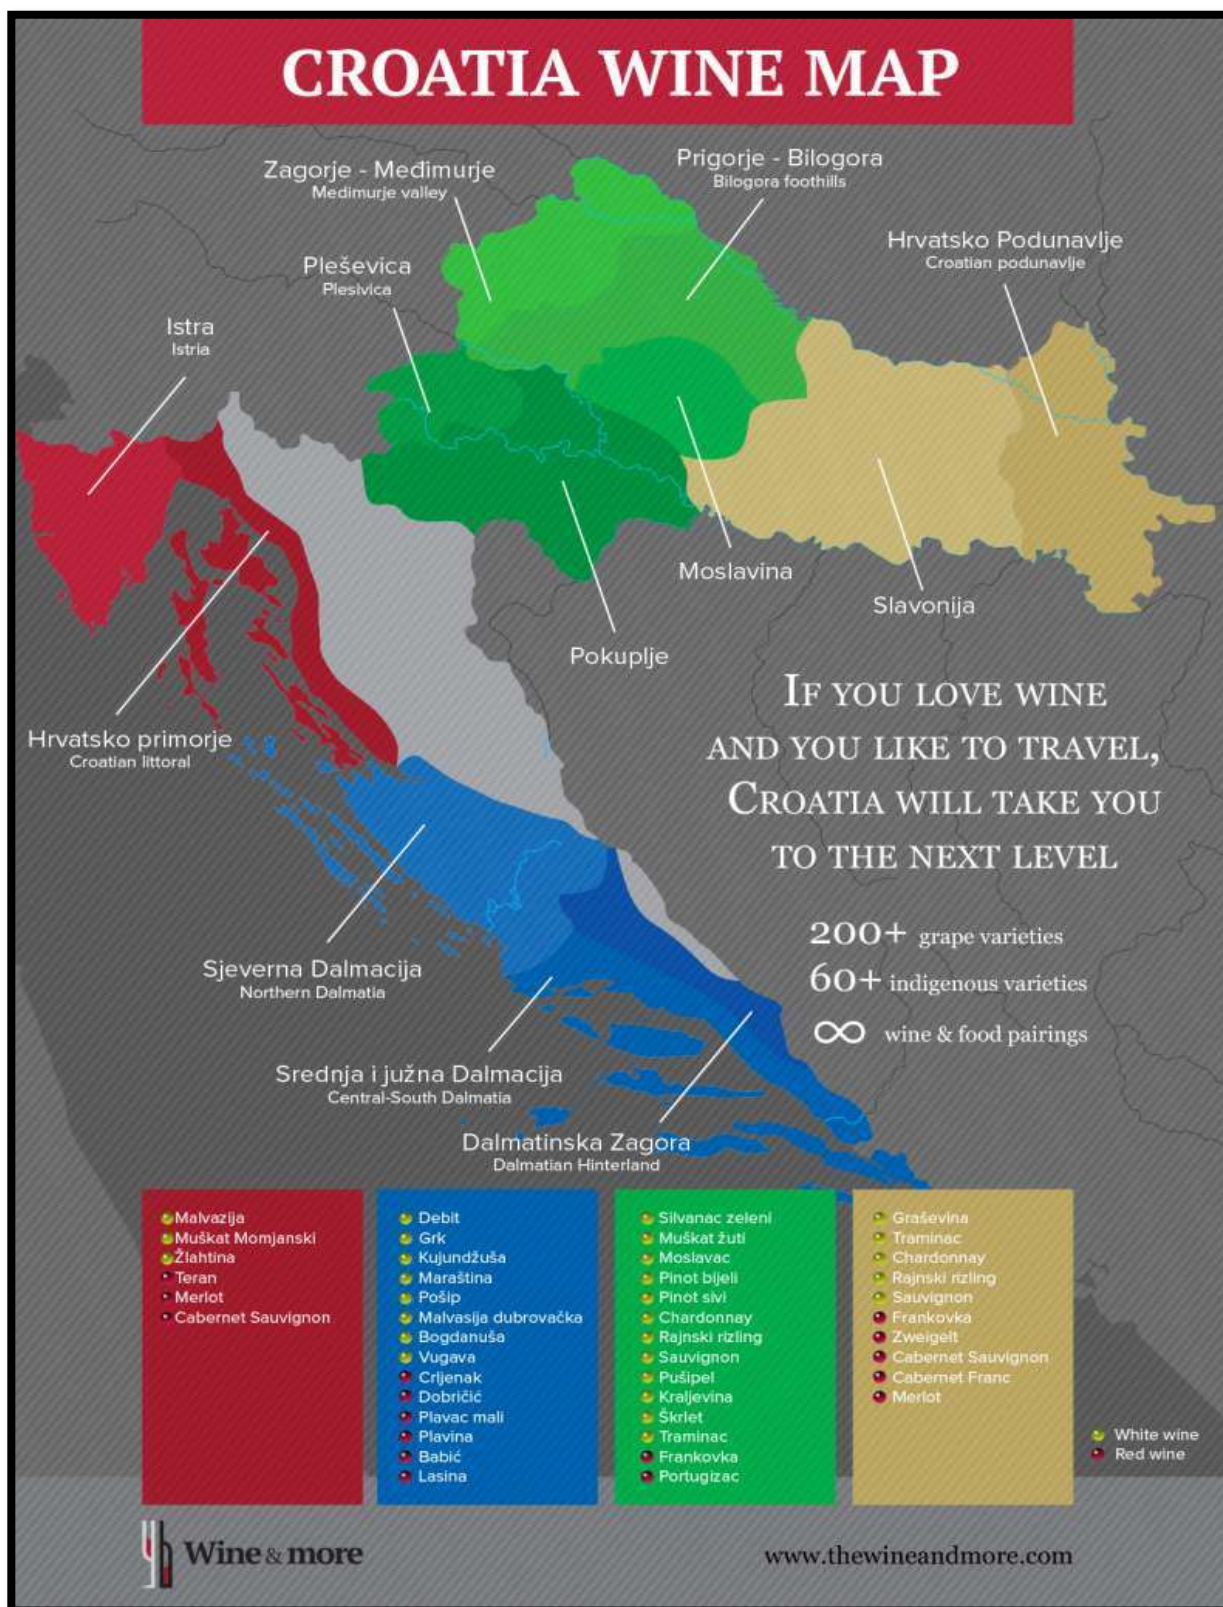 CROATIA WINE MAP
Zagorje - Međimurje
Medimurje valley
Prigorje - Bilogora
Bilogora foothills
Hrvatsko Podunavlje
Croatian podunavlje
Pleševica
Plesivica
Istra
Istria
Moslavina
Slavonija
Pokuplje
Hrvatsko primorje
Croatian littoral
IF YOU LOVE WINE
AND YOU LIKE TO TRAVEL,
CROATIA WILL TAKE YOU
TO THE NEXT LEVEL
200+ grape varieties
60+ indigenous varieties
∞ wine & food pairings
Sjeverna Dalmacija
Northern Dalmatia
Srednja i južna Dalmacija
Central-South Dalmatia
Dalmatinska Zagora
Dalmatian Hinterland
Malvazija
Muškat Momjanski
Žlahtina
Teran
Merlot
Cabernet Sauvignon
Debit
Grk
Kujundžuša
Maraština
Pošip
Malvasija dubrovačka
Bogdanuša
Vugava
Crljenak
Dobričić
Plavac mali
Plavina
Babić
Lasina
Silvanac zeleni
Muškat žuti
Moslavac
Pinot bijeli
Pinot sivi
Chardonnay
Rajnski rizling
Sauvignon
Pušipel
Kraljevina
Škrlet
Traminac
Frankovka
Portugizac
Graševina
Traminac
Chardonnay
Rajnski rizling
Sauvignon
Frankovka
Zweigelt
Cabernet Sauvignon
Cabernet Franc
Merlot
White wine
Red wine
Wine & more
www.thewineandmore.com